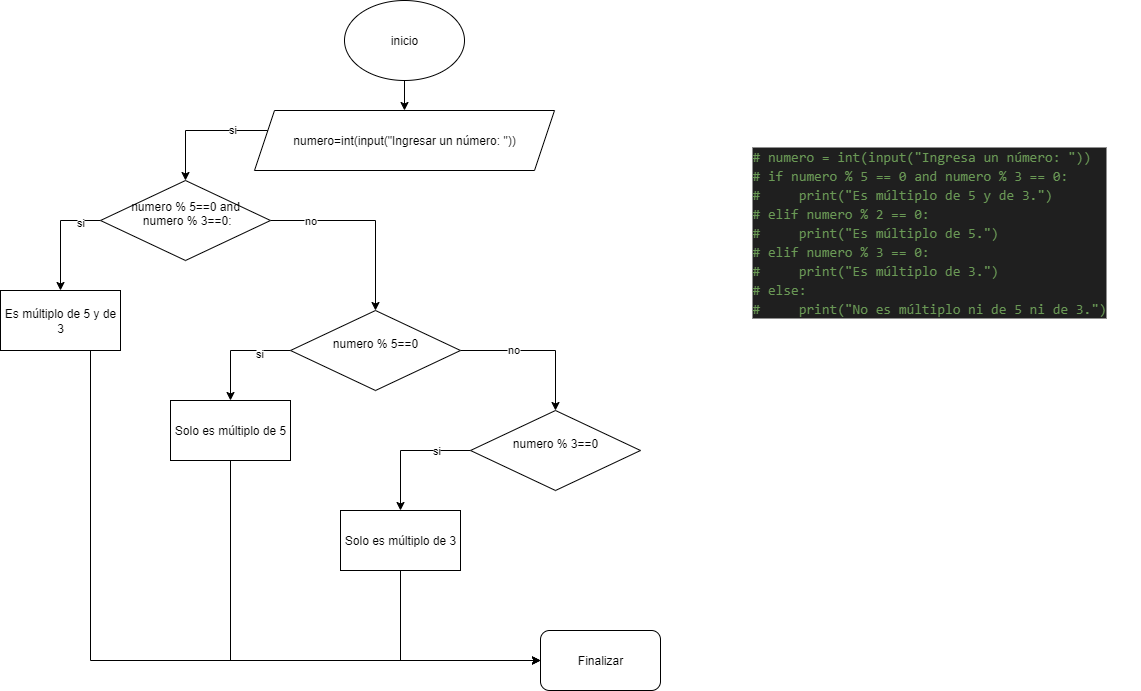 inicio
numero=int(input("Ingresar un número: "))
si
numero % 5==0 and
numero % 3==0:
si
no
Es múltiplo de 5 y de
3
numero % 5==0
si
no
Solo es múltiplo de 5
numero % 3==0
si
Solo es múltiplo de 3
Finalizar
# numero = int(input("Ingresa un número: "))
# if numero % 5 == 0 and numero % 3 == 0:
#     print("Es múltiplo de 5 y de 3.")
# elif numero % 2 == 0:
#     print("Es múltiplo de 5.")
# elif numero % 3 == 0:
#     print("Es múltiplo de 3.")
# else:
#     print("No es múltiplo ni de 5 ni de 3.")